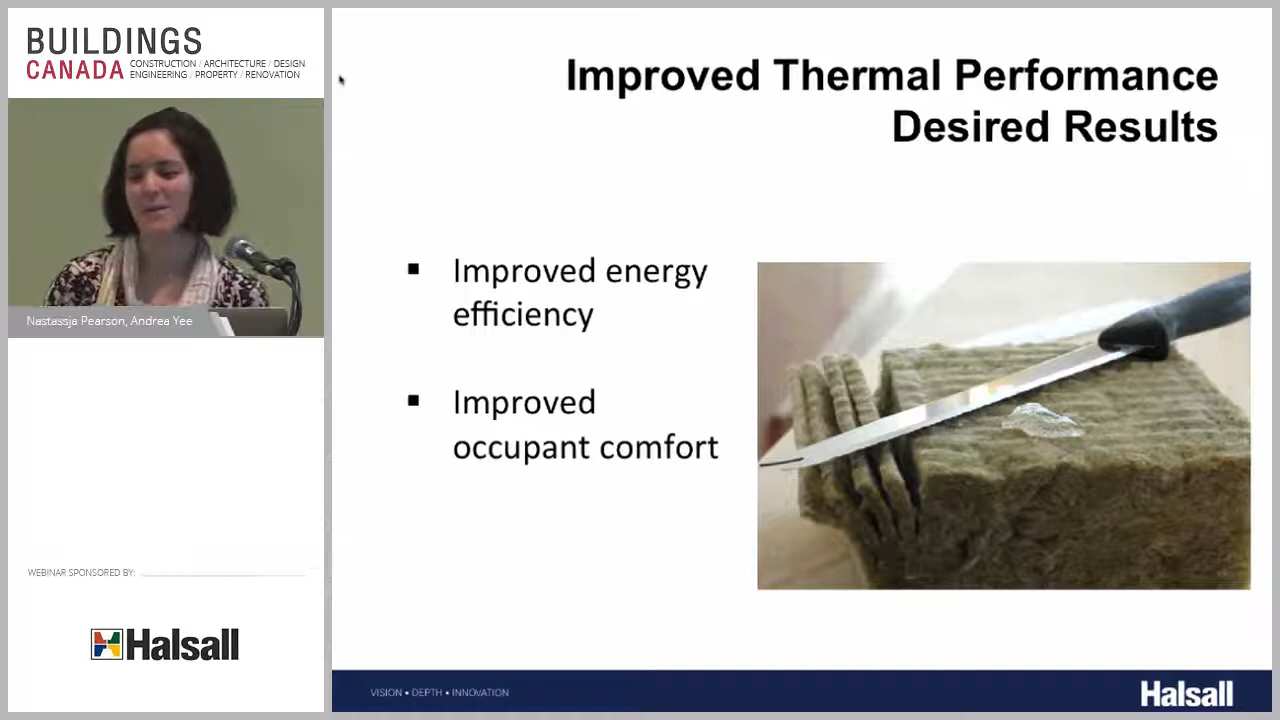 BUILDINGS
CANADA CONSTRUCTION / ARCHITECTURE / DESIGN
ENGINEERING / PROPERTY / RENOVATION
Nastassja Pearson, Andrea Yee
WEBINAR SPONSORED BY:
Halsall
Improved Thermal Performance
Desired Results
▪ Improved energy
efficiency
▪ Improved
occupant comfort
VISION • DEPTH • INNOVATION
Halsall